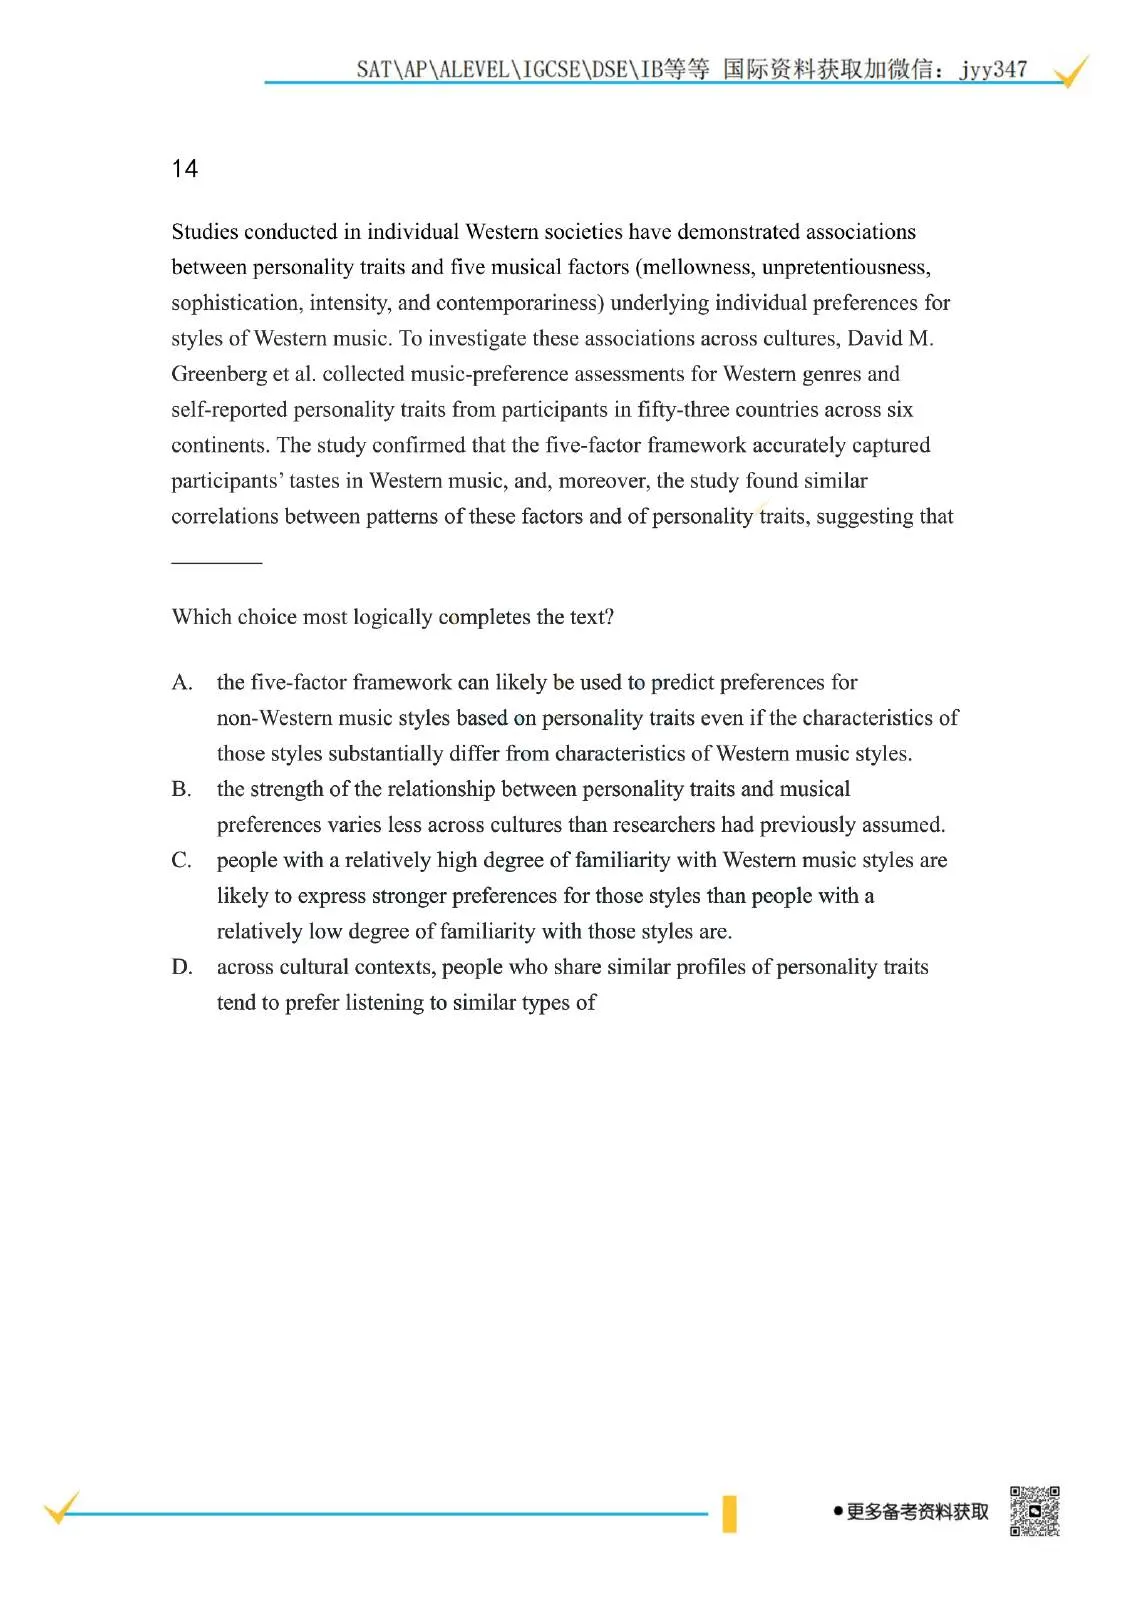 SAT\AP\ALEVEL\IGCSE\DSE\IB等等 国际资料获取加微信：jyy347
14
Studies conducted in individual Western societies have demonstrated associations
between personality traits and five musical factors (mellowness, unpretentiousness,
sophistication, intensity, and contemporariness) underlying individual preferences for
styles of Western music. To investigate these associations across cultures, David M.
Greenberg et al. collected music-preference assessments for Western genres and
self-reported personality traits from participants in fifty-three countries across six
continents. The study confirmed that the five-factor framework accurately captured
participants’ tastes in Western music, and, moreover, the study found similar
correlations between patterns of these factors and of personality traits, suggesting that
________
Which choice most logically completes the text?
A. the five-factor framework can likely be used to predict preferences for
non-Western music styles based on personality traits even if the characteristics of
those styles substantially differ from characteristics of Western music styles.
B. the strength of the relationship between personality traits and musical
preferences varies less across cultures than researchers had previously assumed.
C. people with a relatively high degree of familiarity with Western music styles are
likely to express stronger preferences for those styles than people with a
relatively low degree of familiarity with those styles are.
D. across cultural contexts, people who share similar profiles of personality traits
tend to prefer listening to similar types of
●更多备考资料获取